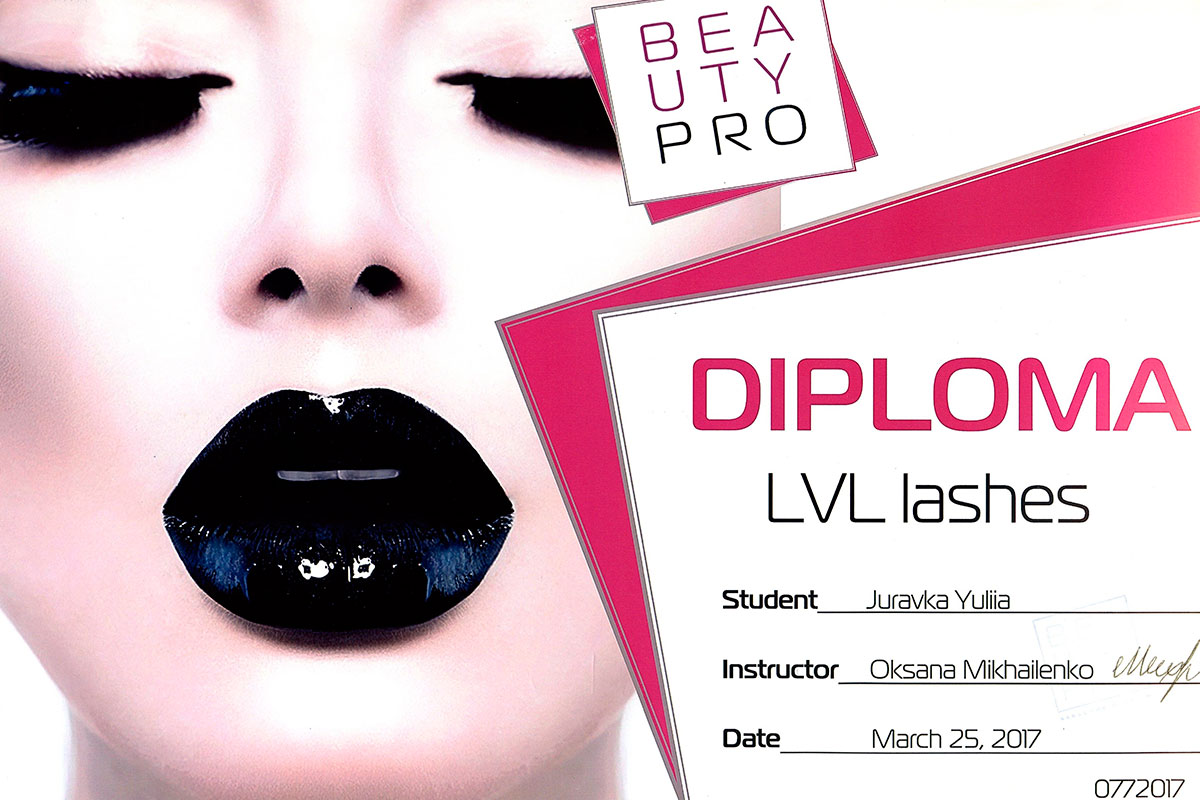 BEA
UTY
PRO
DIPLOMA
LVL lashes
Student Juravka Yuliia
Instructor Oksana Mikhailenko
Date March 25, 2017
0772017